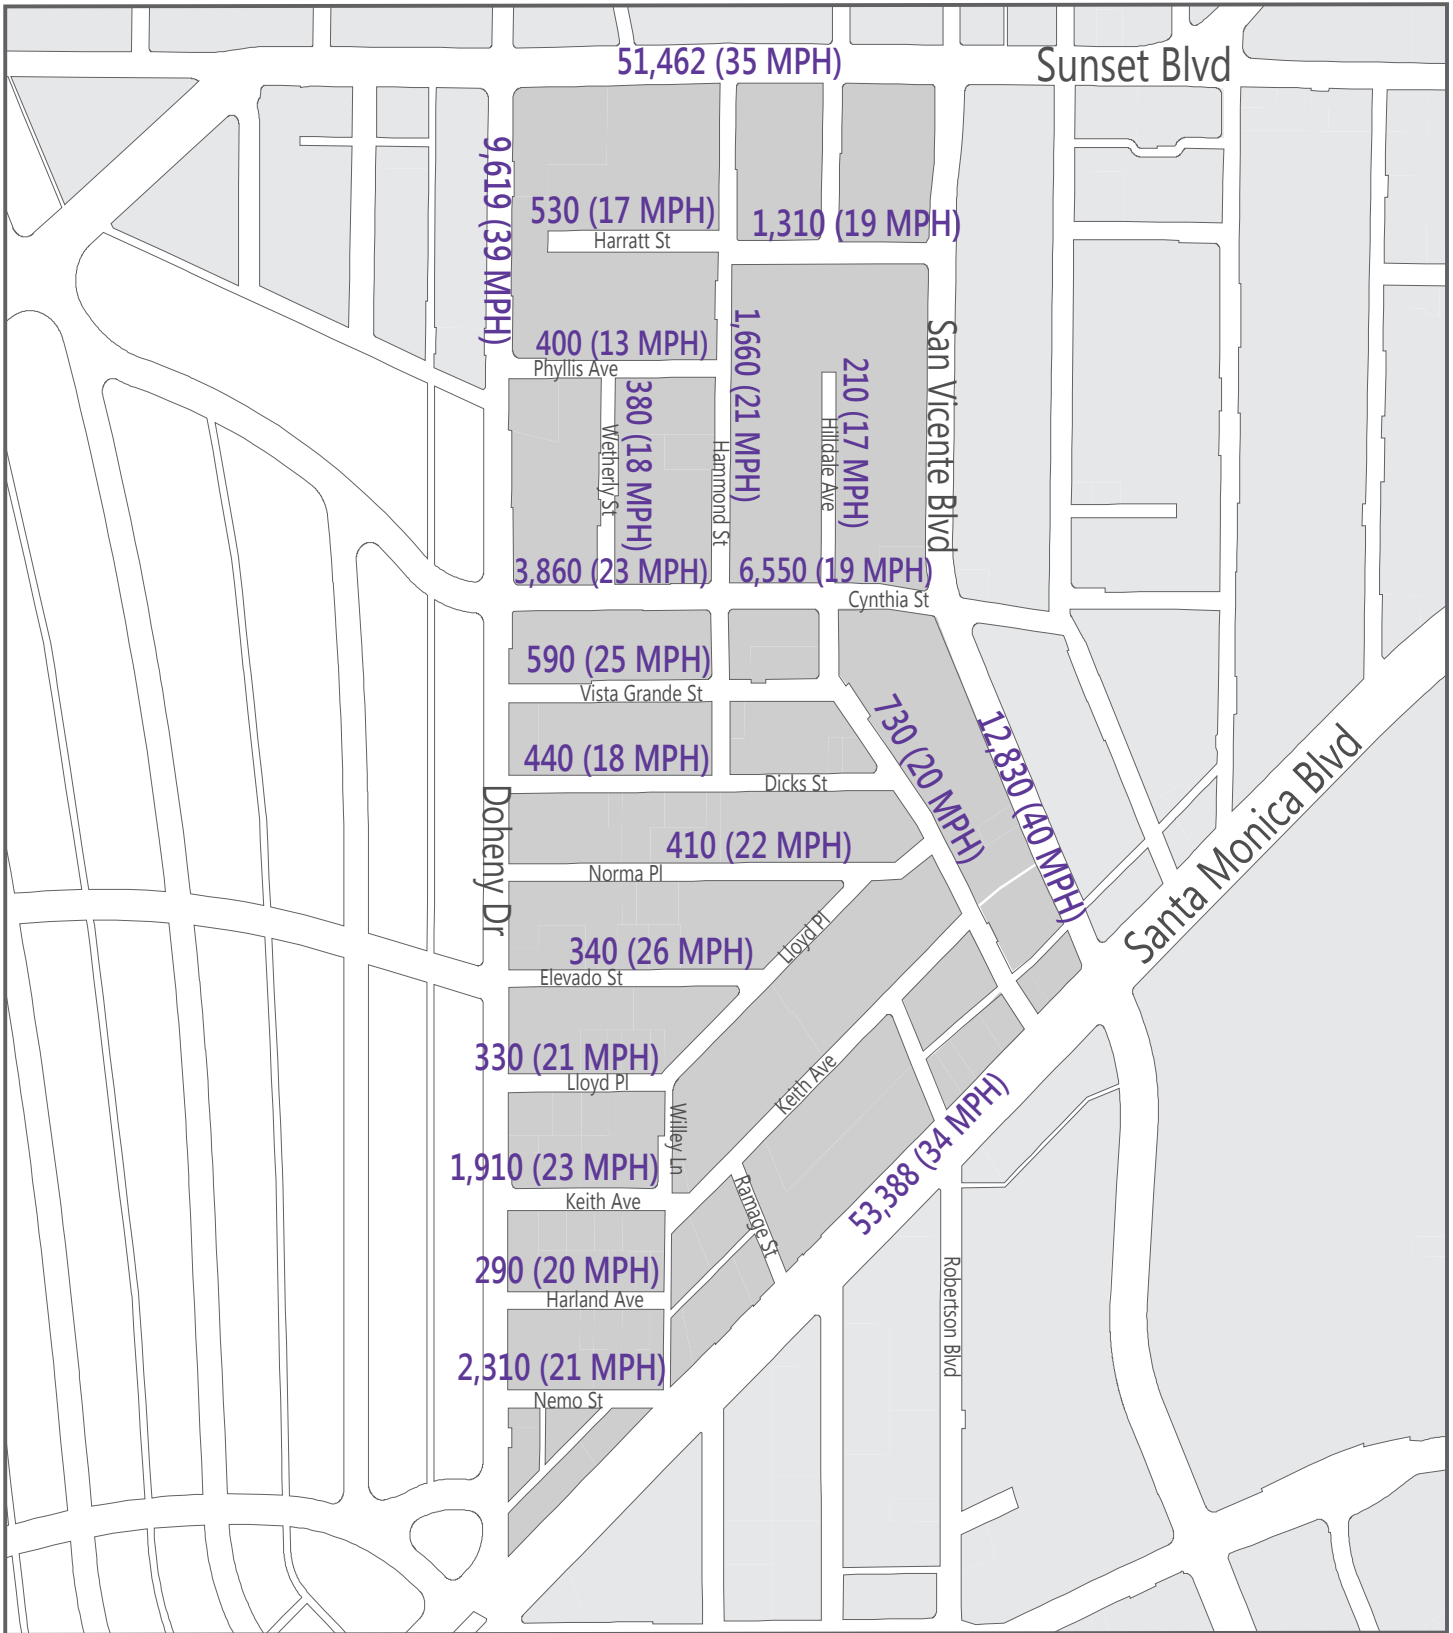 51,462 (35 MPH)
Sunset Blvd
9,619 (39 MPH)
530 (17 MPH)
1,310 (19 MPH)
Harratt St
400 (13 MPH)
Phyllis Ave
1,660 (21 MPH)
San Vicente Blvd
210 (17 MPH)
380 (18 MPH)
Wetherly St
Hammond St
Hilldale Ave
3,860 (23 MPH)
6,550 (19 MPH)
Cynthia St
590 (25 MPH)
Vista Grande St
730 (20 MPH)
12,830 (40 MPH)
440 (18 MPH)
Dicks St
Santa Monica Blvd
Doheny Dr
410 (22 MPH)
Norma Pl
Lloyd Pl
340 (26 MPH)
Elevado St
330 (21 MPH)
Lloyd Pl
Keith Ave
Willey Ln
53,388 (34 MPH)
1,910 (23 MPH)
Keith Ave
Ramage St
290 (20 MPH)
Harland Ave
Robertson Blvd
2,310 (21 MPH)
Nemo St